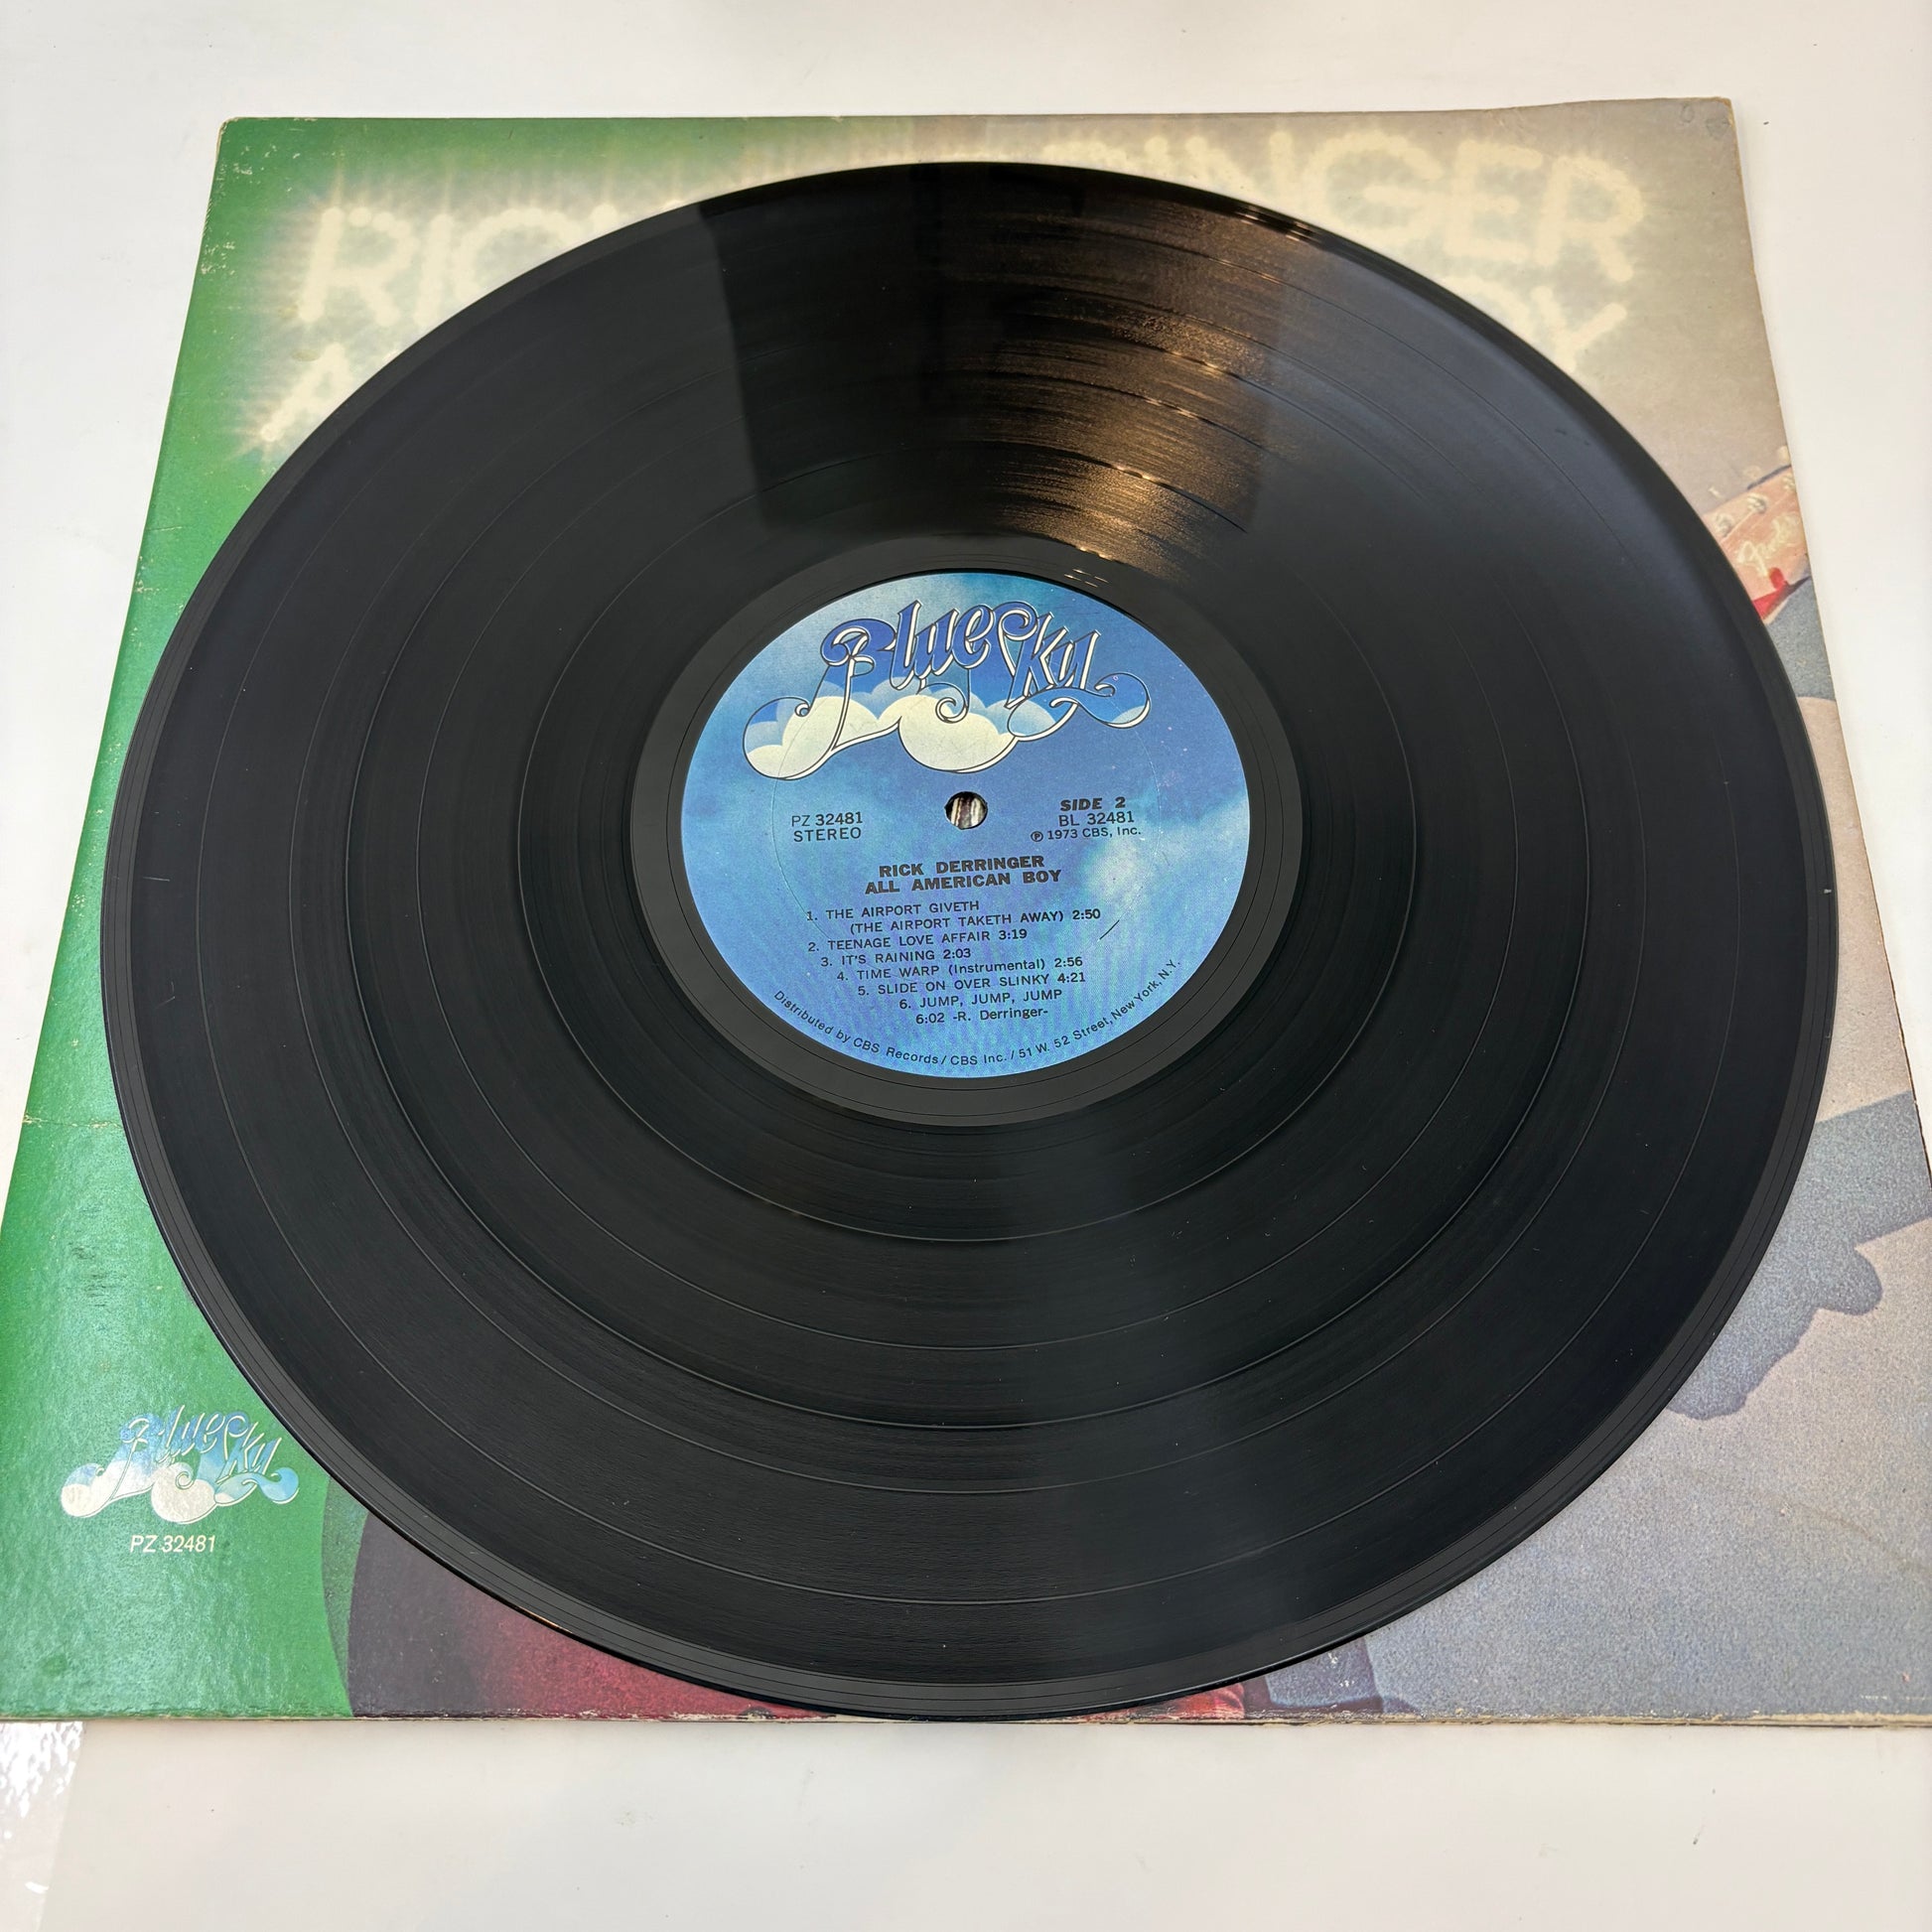 RINGER
Fender
Blue Sky
PZ 32481
STEREO
SIDE 2
BL 32481
℗ 1973 CBS, Inc.
RICK DERRINGER
ALL AMERICAN BOY
1. THE AIRPORT GIVETH
(THE AIRPORT TAKETH AWAY) 2:50
2. TEENAGE LOVE AFFAIR 3:19
3. IT'S RAINING 2:03
4. TIME WARP (Instrumental) 2:56
5. SLIDE ON OVER SLINKY 4:21
6. JUMP, JUMP, JUMP
6:02 -R. Derringer-
Distributed by CBS Records / CBS Inc. / 51 W. 52 Street, New York, N.Y.
Blue Sky
PZ 32481